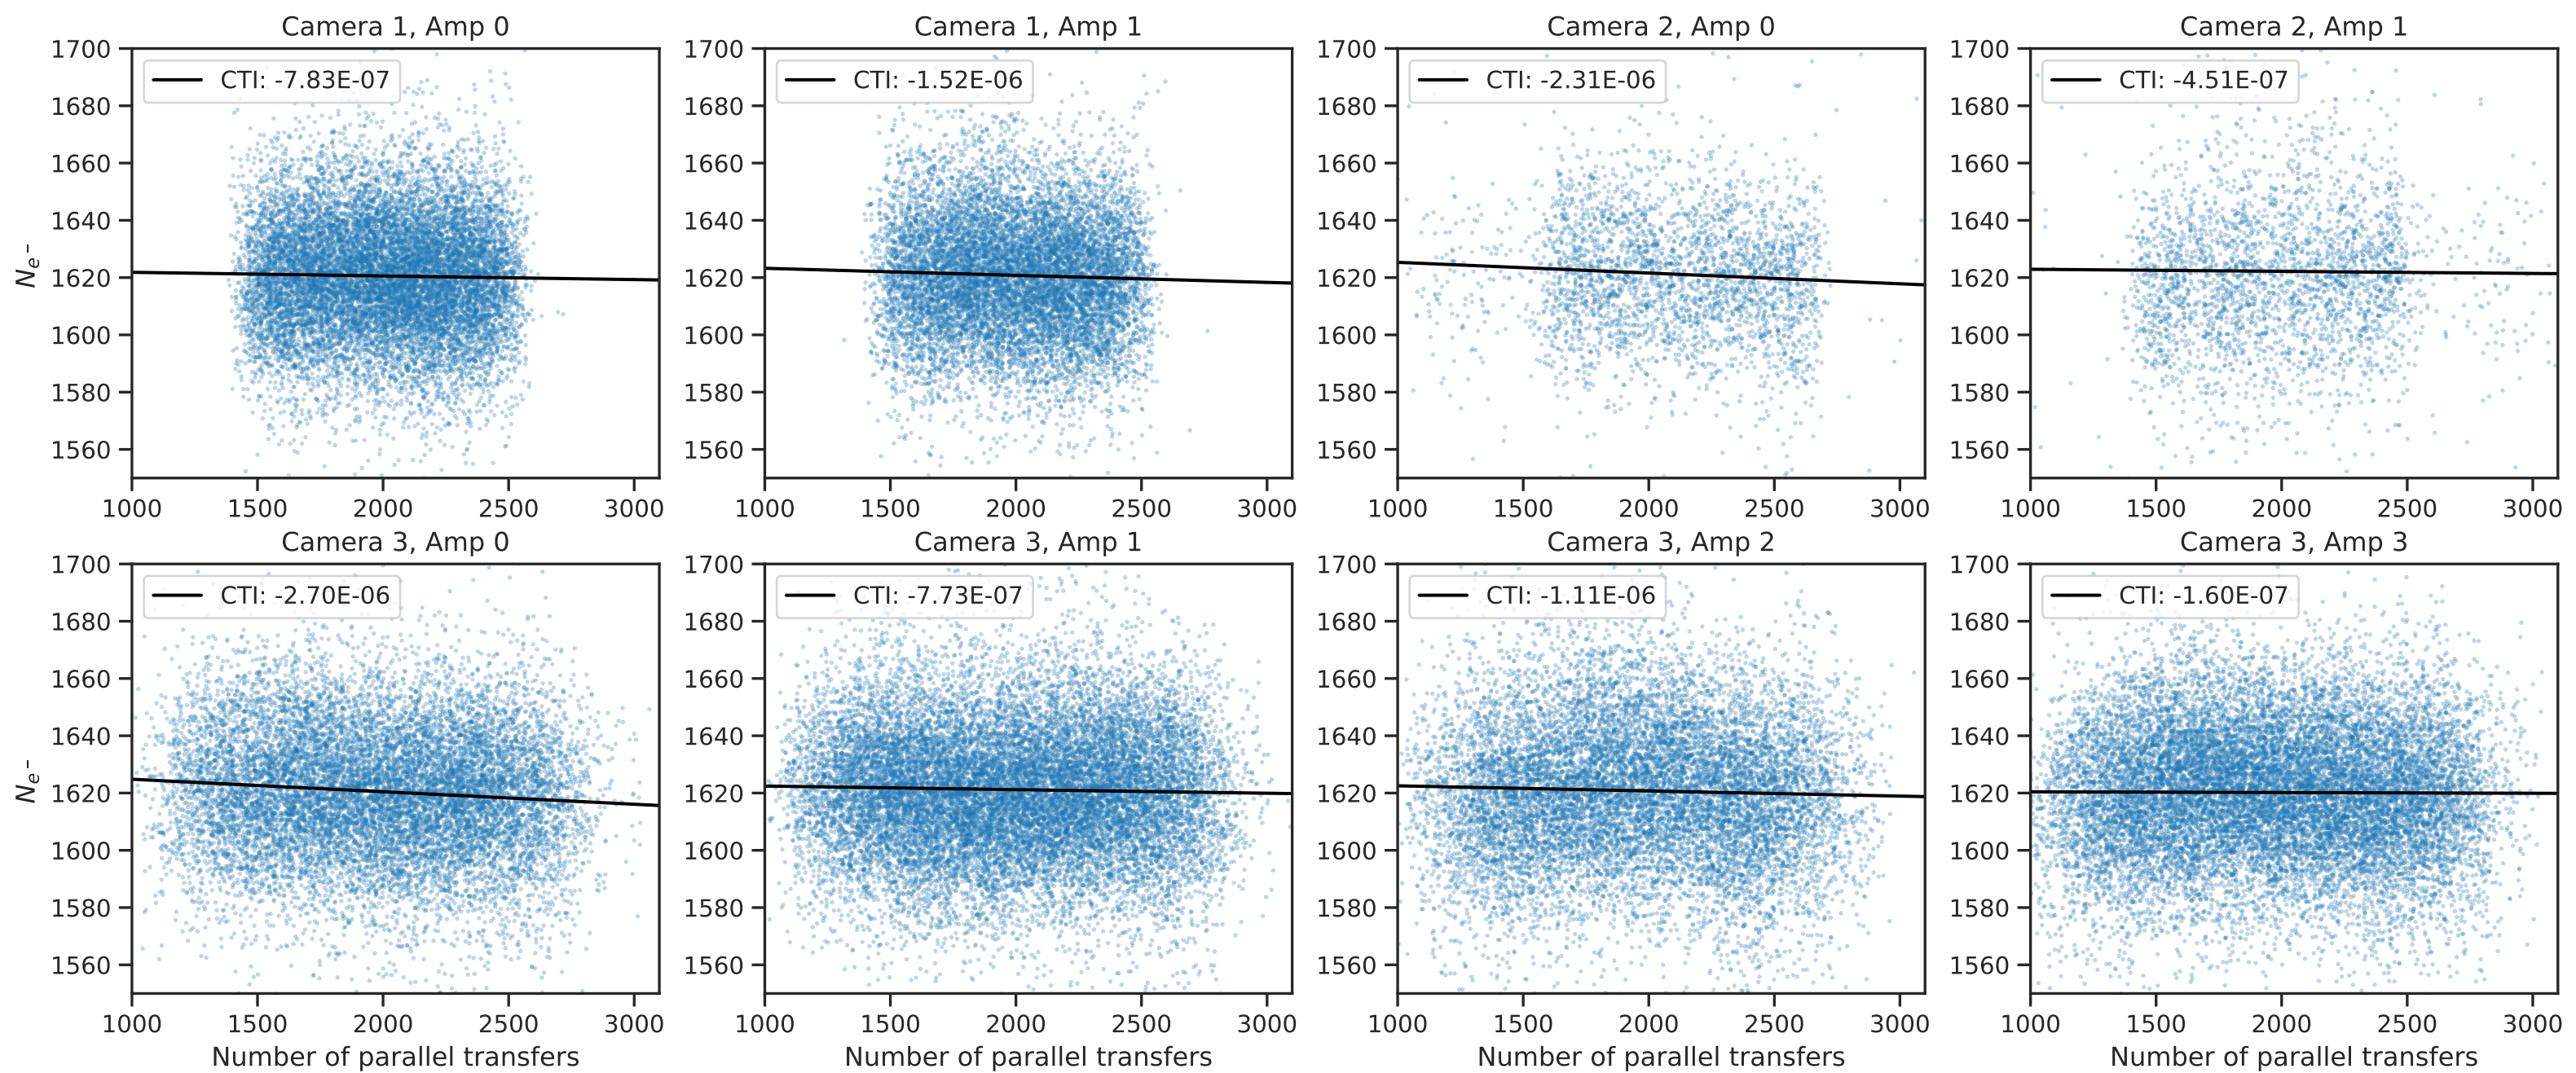 Camera 1, Amp 0
Camera 1, Amp 1
Camera 2, Amp 0
Camera 2, Amp 1
1700
1680
1660
1640
1620
1600
1580
1560
CTI: -7.83E-07
1000 1500 2000 2500 3000
1700
1680
1660
1640
1620
1600
1580
1560
CTI: -1.52E-06
1000 1500 2000 2500 3000
1700
1680
1660
1640
1620
1600
1580
1560
CTI: -2.31E-06
1000 1500 2000 2500 3000
1700
1680
1660
1640
1620
1600
1580
1560
CTI: -4.51E-07
1000 1500 2000 2500 3000
N_e⁻
Camera 3, Amp 0
Camera 3, Amp 1
Camera 3, Amp 2
Camera 3, Amp 3
1700
1680
1660
1640
1620
1600
1580
1560
CTI: -2.70E-06
1000 1500 2000 2500 3000
1700
1680
1660
1640
1620
1600
1580
1560
CTI: -7.73E-07
1000 1500 2000 2500 3000
1700
1680
1660
1640
1620
1600
1580
1560
CTI: -1.11E-06
1000 1500 2000 2500 3000
1700
1680
1660
1640
1620
1600
1580
1560
CTI: -1.60E-07
1000 1500 2000 2500 3000
N_e⁻
Number of parallel transfers
Number of parallel transfers
Number of parallel transfers
Number of parallel transfers